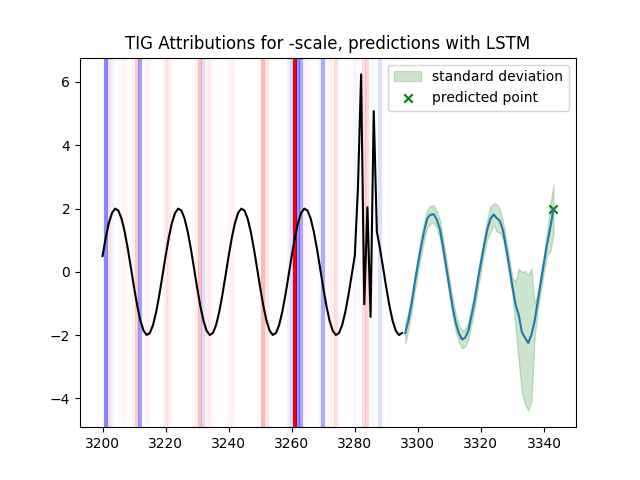 TIG Attributions for -scale, predictions with LSTM
standard deviation
predicted point
6
4
2
0
−2
−4
3200 3220 3240 3260 3280 3300 3320 3340